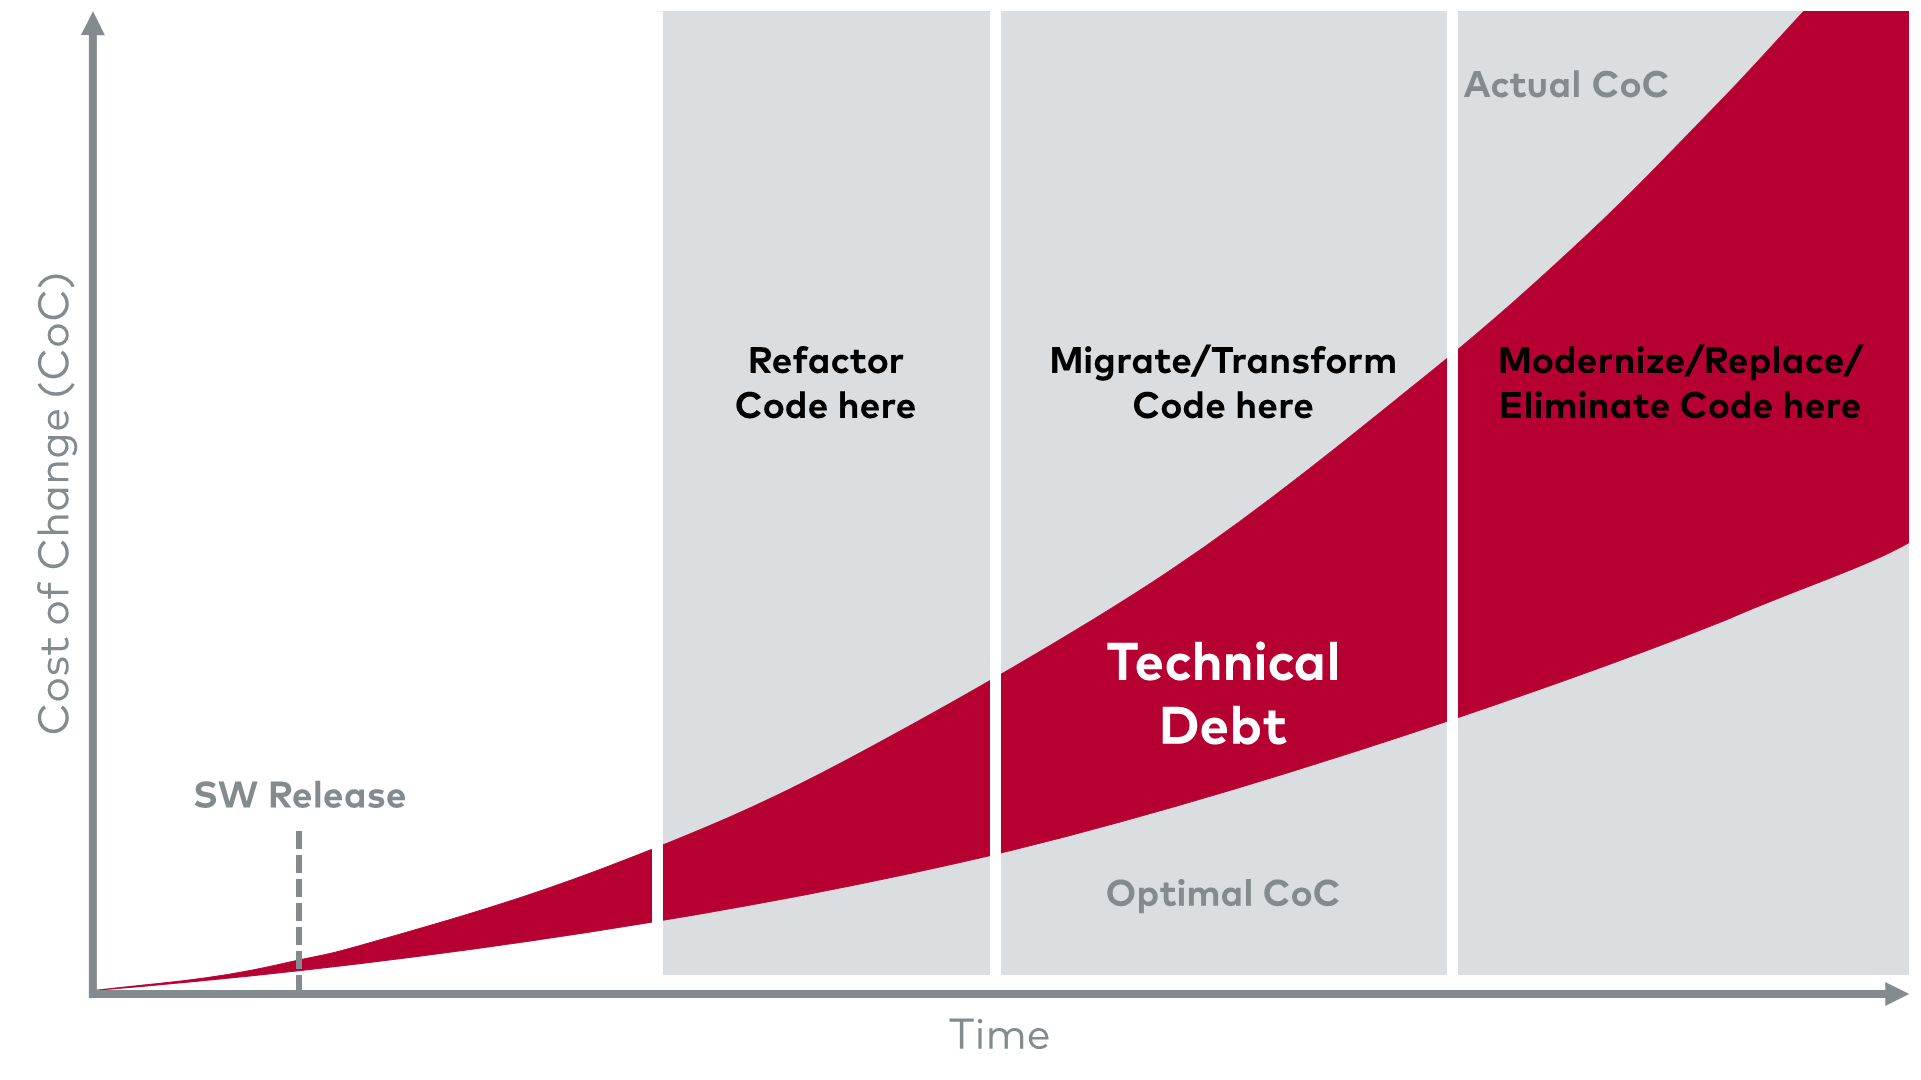 Actual CoC
Refactor
Code here
Migrate/Transform
Code here
Modernize/Replace/
Eliminate Code here
Cost of Change (CoC)
Technical
Debt
SW Release
Optimal CoC
Time